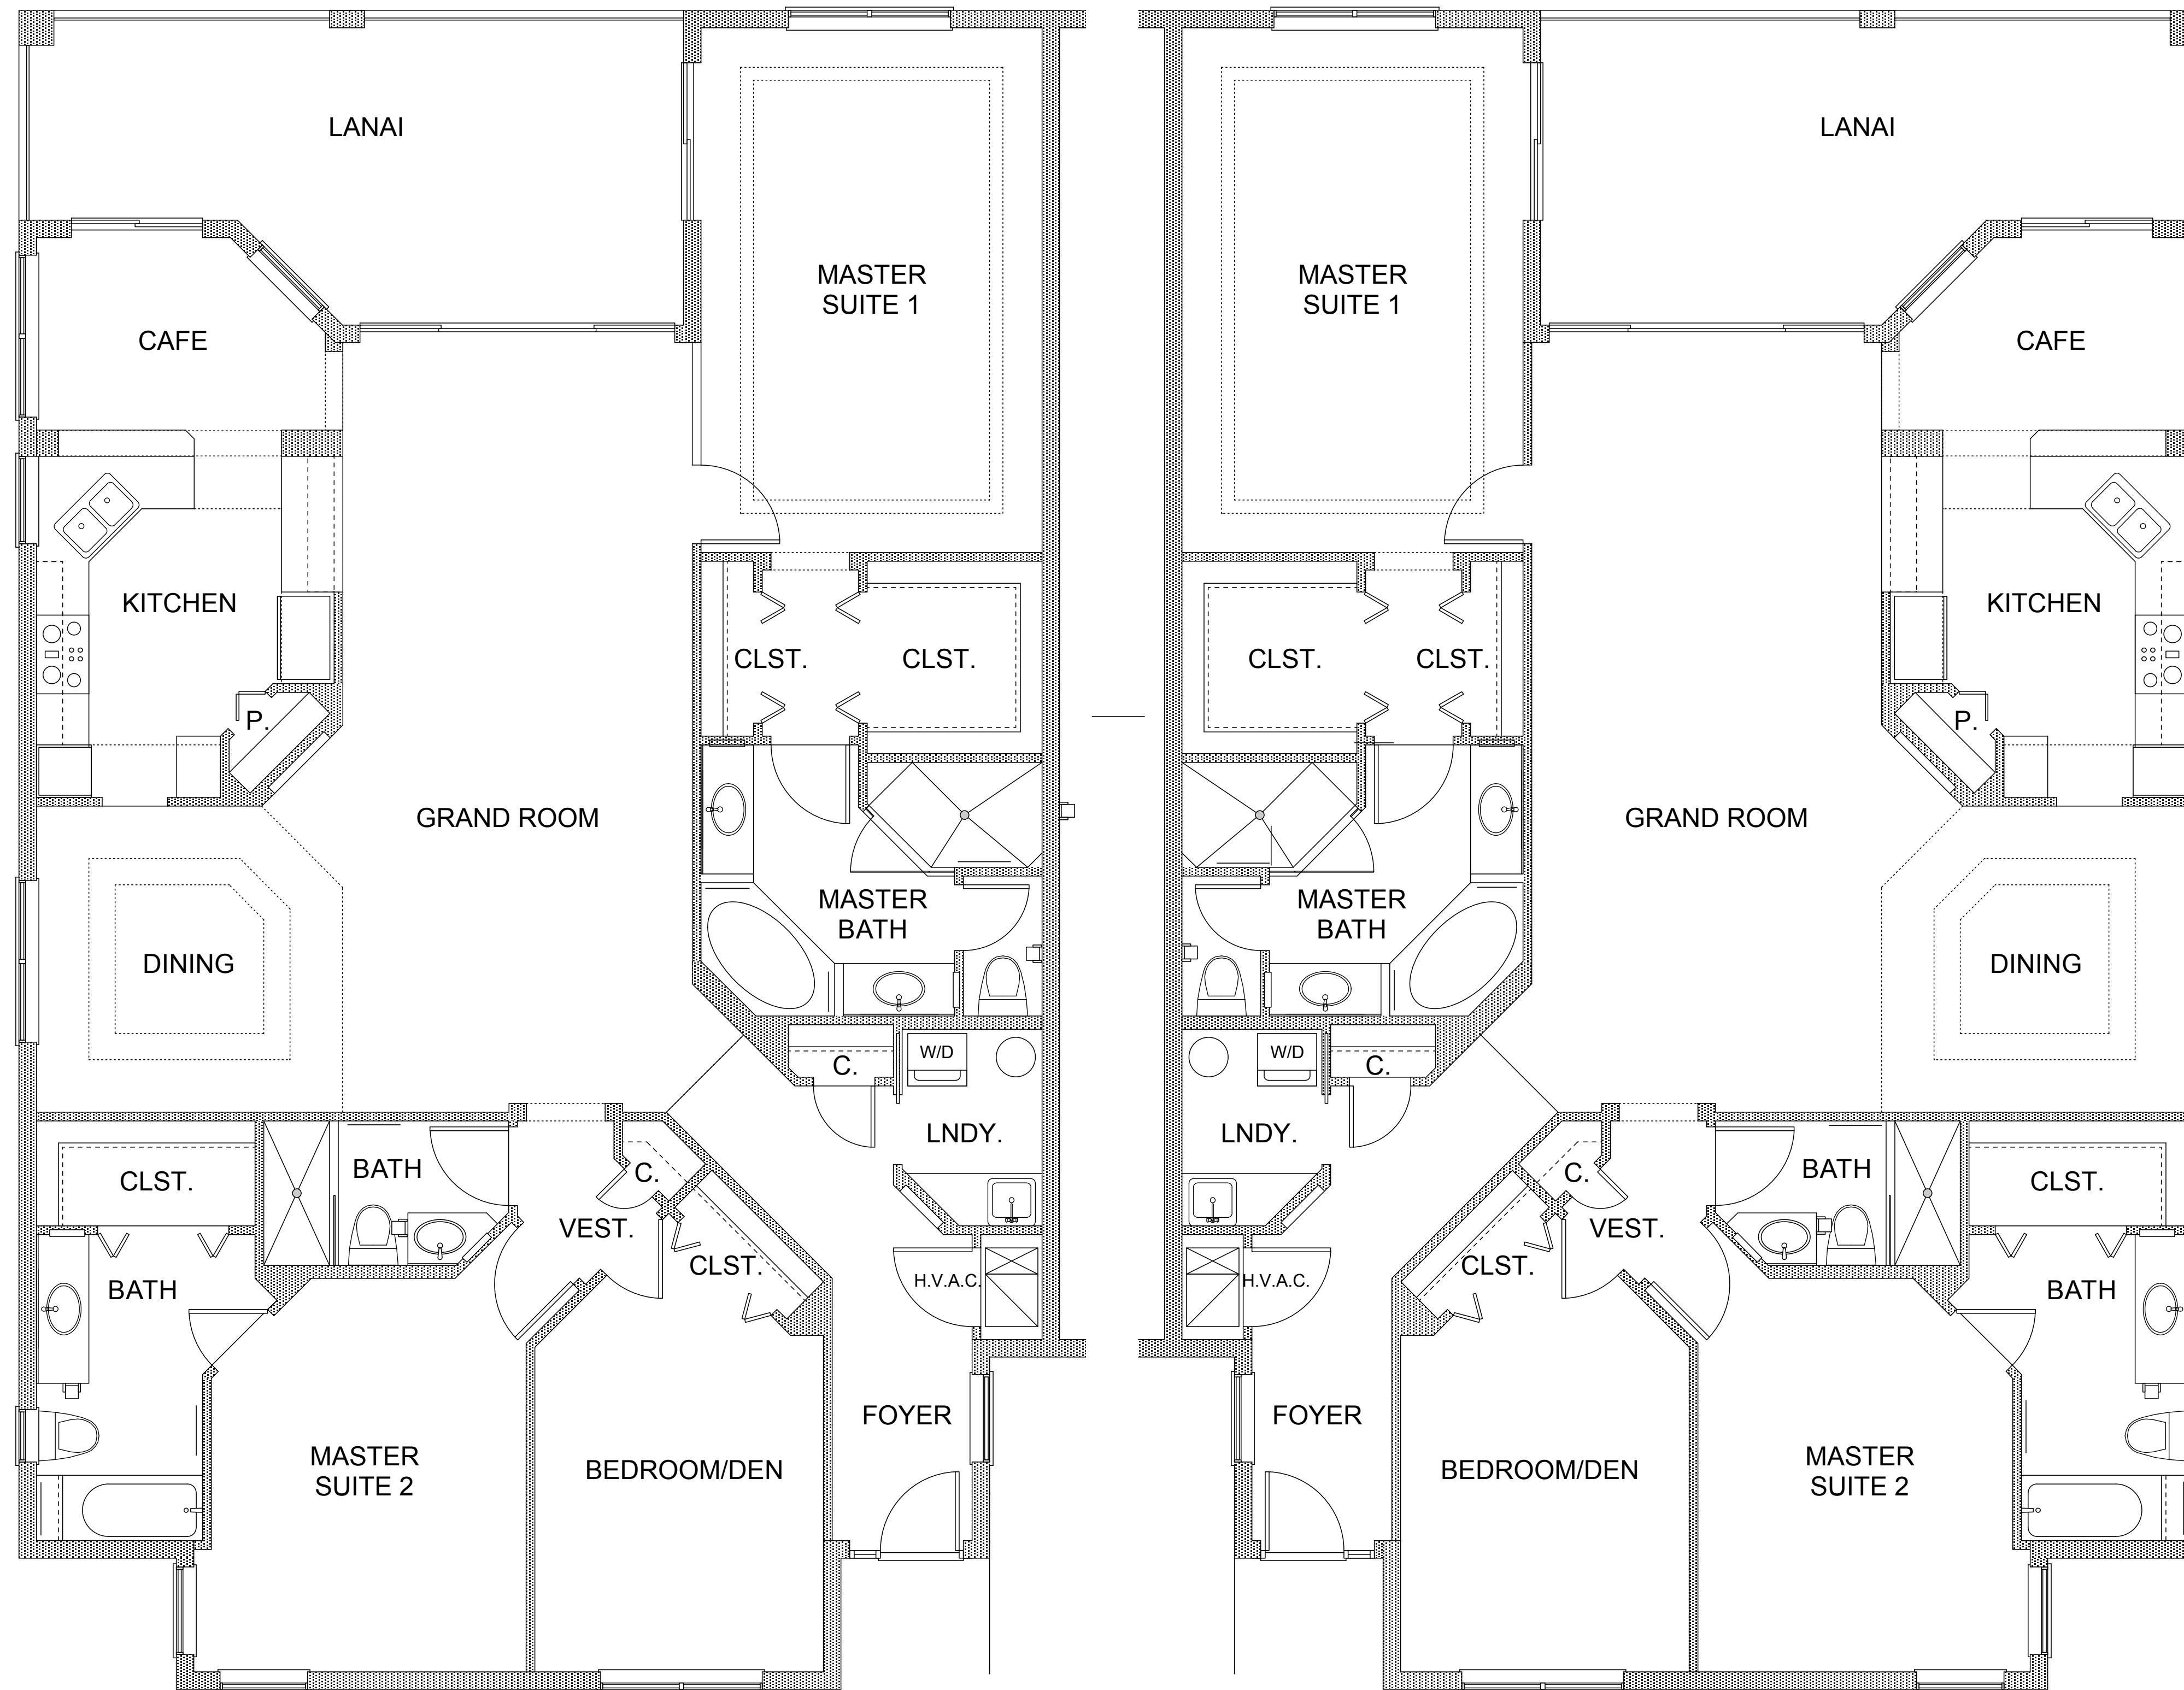 LANAI
MASTER
SUITE 1
CAFE
KITCHEN
P.
CLST.
CLST.
GRAND ROOM
MASTER
BATH
DINING
C.
W/D
LNDY.
CLST.
BATH
C.
VEST.
CLST.
BATH
H.V.A.C.
FOYER
MASTER
SUITE 2
BEDROOM/DEN
MASTER
SUITE 1
LANAI
CAFE
KITCHEN
CLST.
CLST.
P.
GRAND ROOM
MASTER
BATH
DINING
W/D
C.
LNDY.
C.
BATH
CLST.
VEST.
CLST.
H.V.A.C.
BATH
FOYER
BEDROOM/DEN
MASTER
SUITE 2